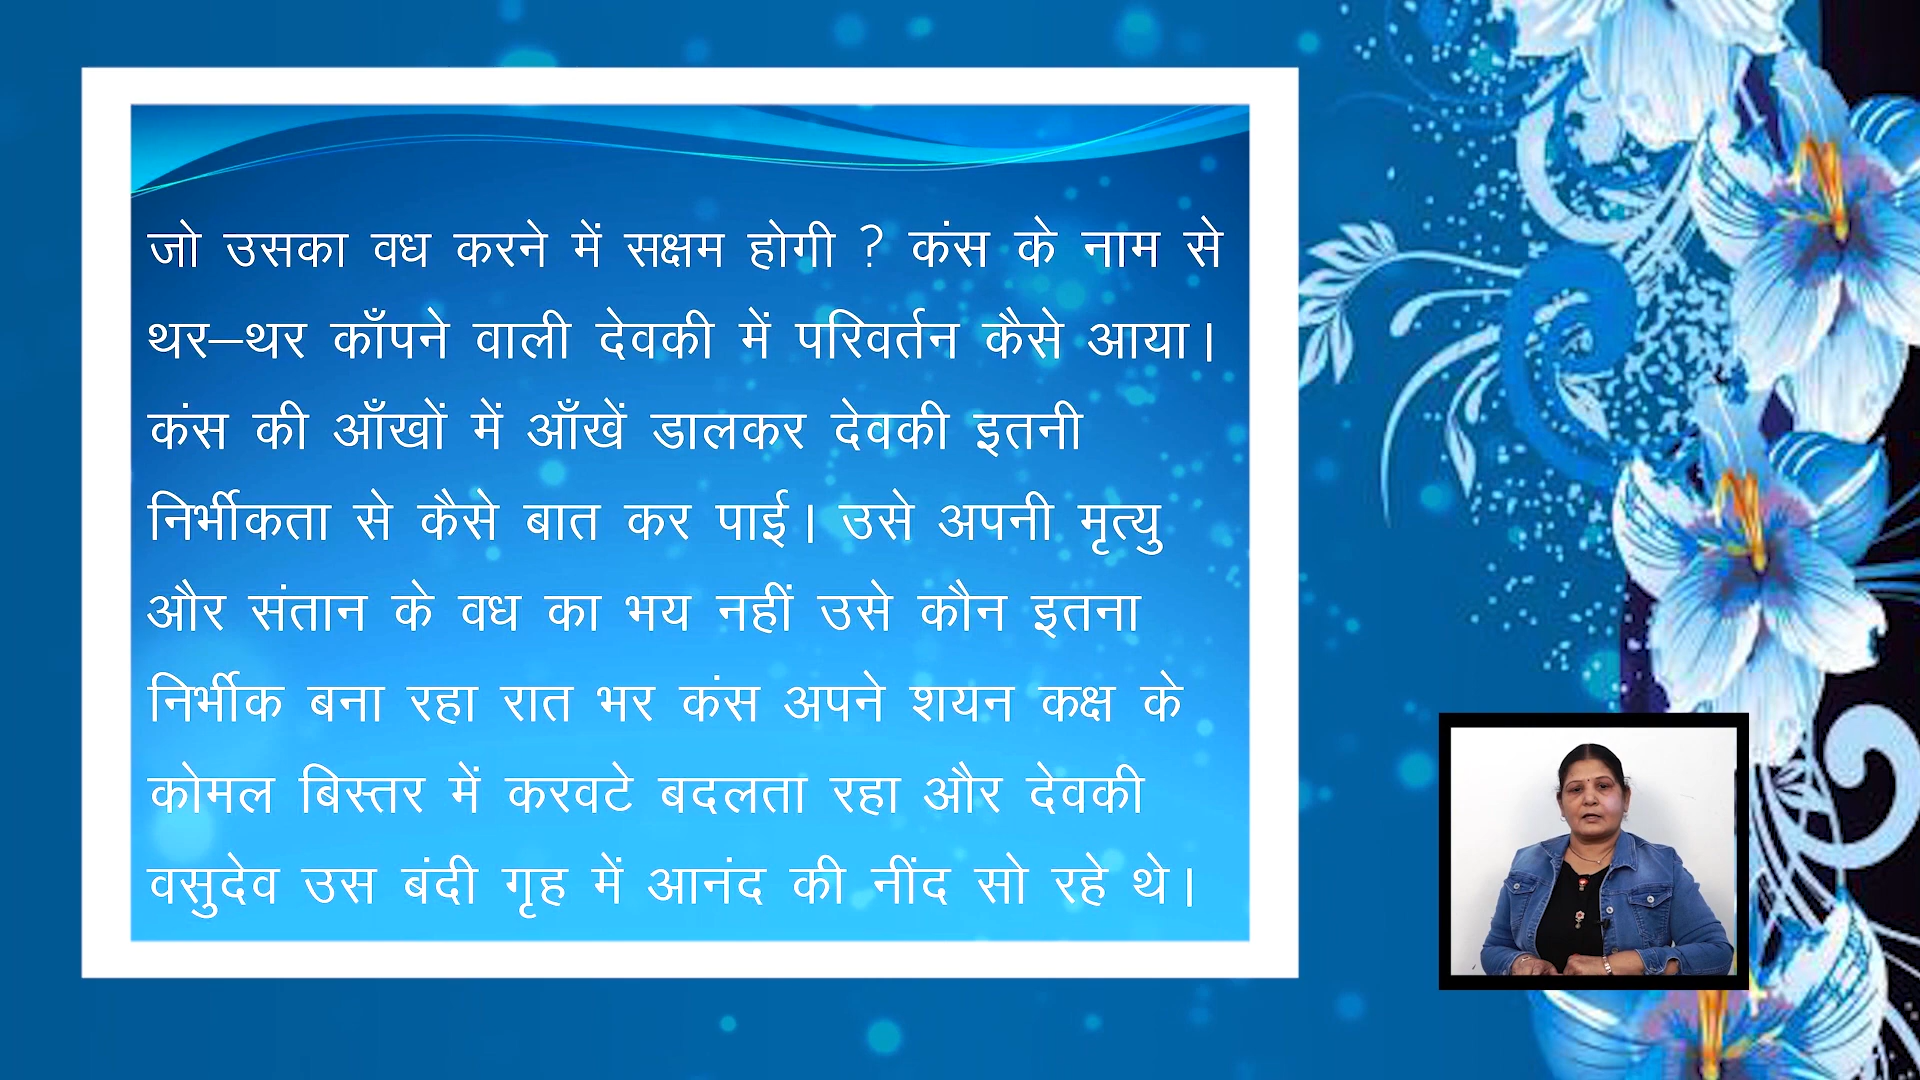 जो उसका वध करने में सक्षम होगी ? कंस के नाम से
थर–थर काँपने वाली देवकी में परिवर्तन कैसे आया।
कंस की आँखों में आँखें डालकर देवकी इतनी
निर्भीकता से कैसे बात कर पाई। उसे अपनी मृत्यु
और संतान के वध का भय नहीं उसे कौन इतना
निर्भीक बना रहा रात भर कंस अपने शयन कक्ष के
कोमल बिस्तर में करवटे बदलता रहा और देवकी
वसुदेव उस बंदी गृह में आनंद की नींद सो रहे थे।